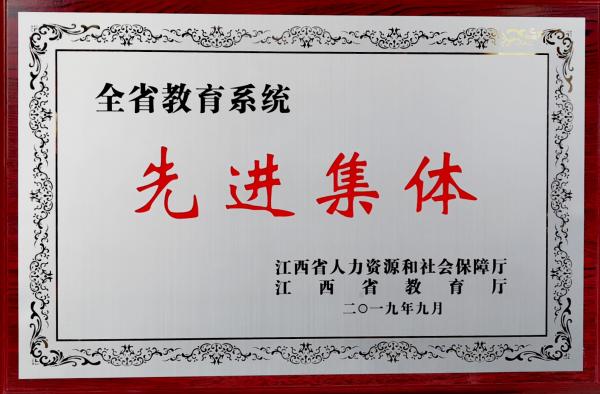 全省教育系统
先进集体
江西省人力资源和社会保障厅
江西省教育厅
二〇一九年九月